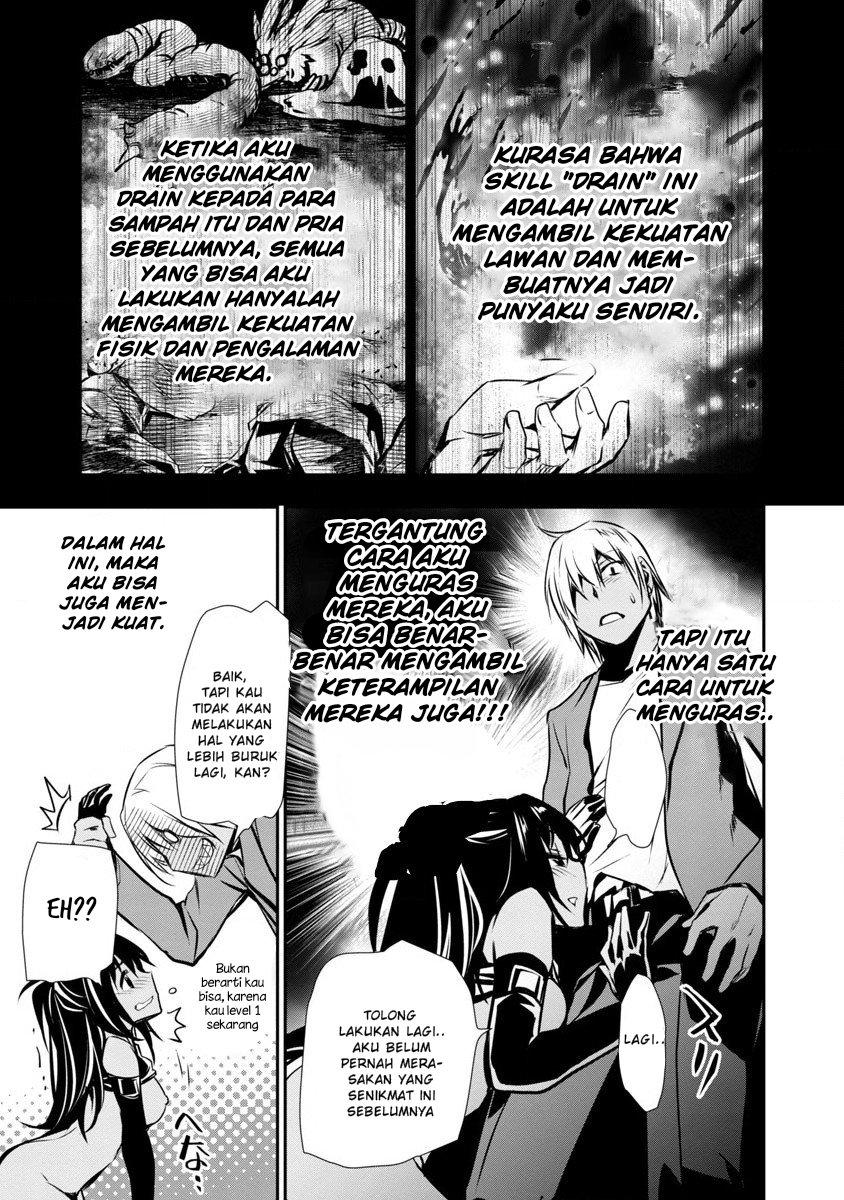 KURASA BAHWA
SKILL "DRAIN" INI
ADALAH UNTUK
MENGAMBIL KEKUATAN
LAWAN DAN MEM-
BUATNYA JADI
PUNYAKU SENDIRI.
KETIKA AKU
MENGGUNAKAN
DRAIN KEPADA PARA
SAMPAH ITU DAN PRIA
SEBELUMNYA, SEMUA
YANG BISA AKU
LAKUKAN HANYALAH
MENGAMBIL KEKUATAN
FISIK DAN PENGALAMAN
MEREKA.
TAPI ITU
HANYA SATU
CARA UNTUK
MENGURAS..
TERGANTUNG
CARA AKU
MENGURAS
MEREKA, AKU
BISA BENAR-
BENAR MENGAMBIL
KETERAMPILAN
MEREKA JUGA!!!
LAGI..
TOLONG
LAKUKAN LAGI..
AKU BELUM
PERNAH MERA-
SAKAN YANG
SENIKMAT INI
SEBELUMNYA
スリ
DALAM HAL
INI, MAKA
AKU BISA
JUGA MEN-
JADI KUAT.
BAIK,
TAPI KAU
TIDAK AKAN
MELAKUKAN
HAL YANG
LEBIH BURUK
LAGI, KAN?
EH??
Bukan
berarti kau
bisa, karena
kau level 1
sekarang
へな..